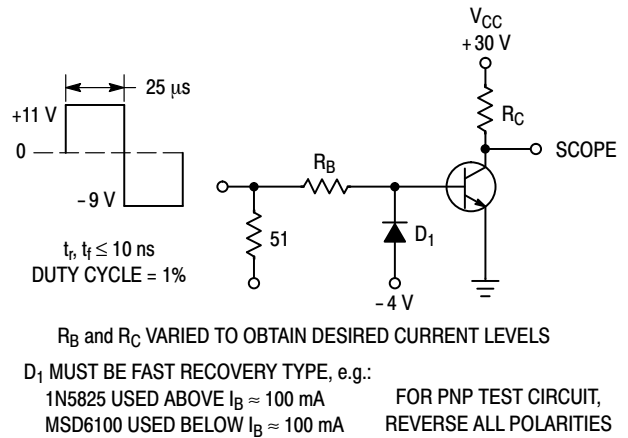 V_CC
+30 V
25 μs
+11 V
R_C
0
SCOPE
R_B
−9 V
51
D_1
t_r, t_f ≤ 10 ns
DUTY CYCLE = 1%
−4 V
R_B and R_C VARIED TO OBTAIN DESIRED CURRENT LEVELS
D_1 MUST BE FAST RECOVERY TYPE, e.g.:
1N5825 USED ABOVE I_B ≈ 100 mA
MSD6100 USED BELOW I_B ≈ 100 mA
FOR PNP TEST CIRCUIT,
REVERSE ALL POLARITIES